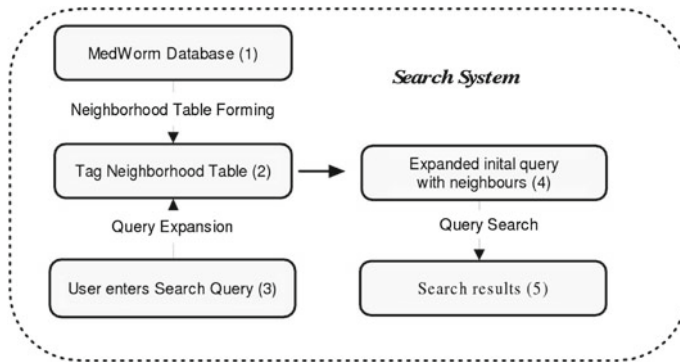 MedWorm Database (1)
Search System
Neighborhood Table Forming
Tag Neighborhood Table (2)
Expanded inital query
with neighbours (4)
Query Expansion
Query Search
User enters Search Query (3)
Search results (5)